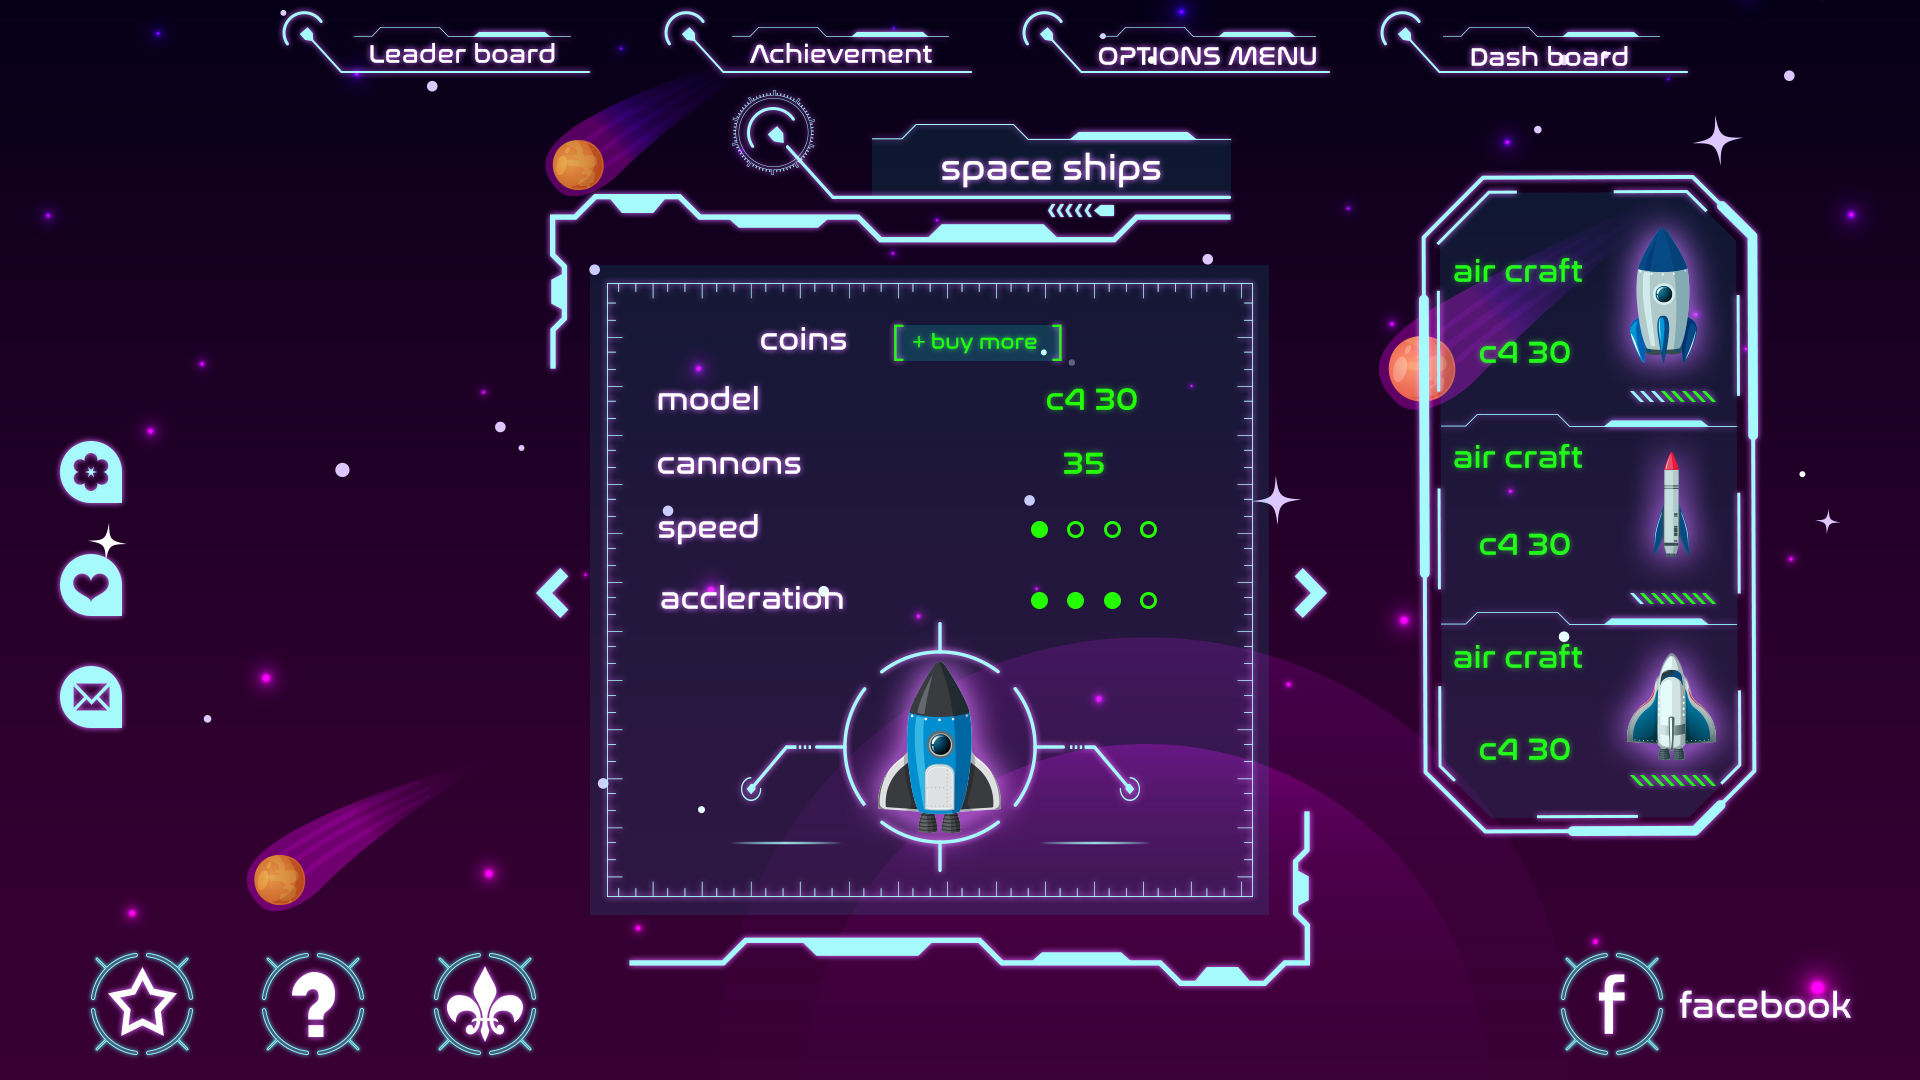 Leader board
Achievement
OPTIONS MENU
Dash board
space ships
coins
+ buy more
model
c4 30
cannons
35
speed
accleration
air craft
c4 30
air craft
c4 30
air craft
c4 30
?
f
facebook